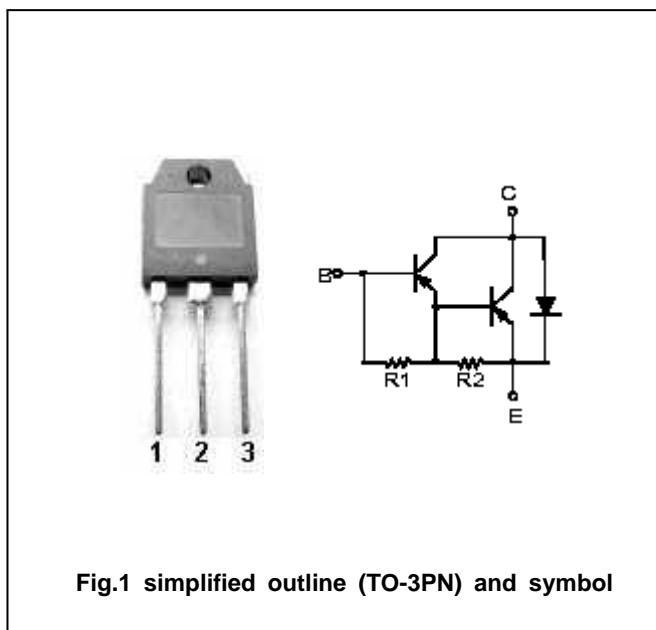 C
B
R1 R2
E
1 2 3
Fig.1 simplified outline (TO-3PN) and symbol